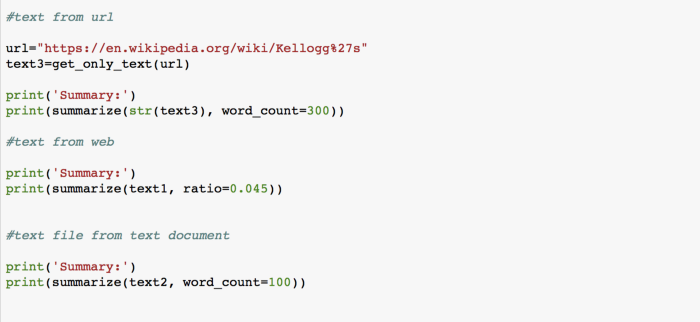 #text from url
url="https://en.wikipedia.org/wiki/Kellogg%27s"
text3=get_only_text(url)
print('Summary:')
print(summarize(str(text3), word_count=300))
#text from web
print('Summary:')
print(summarize(text1, ratio=0.045))
#text file from text document
print('Summary:')
print(summarize(text2, word_count=100))